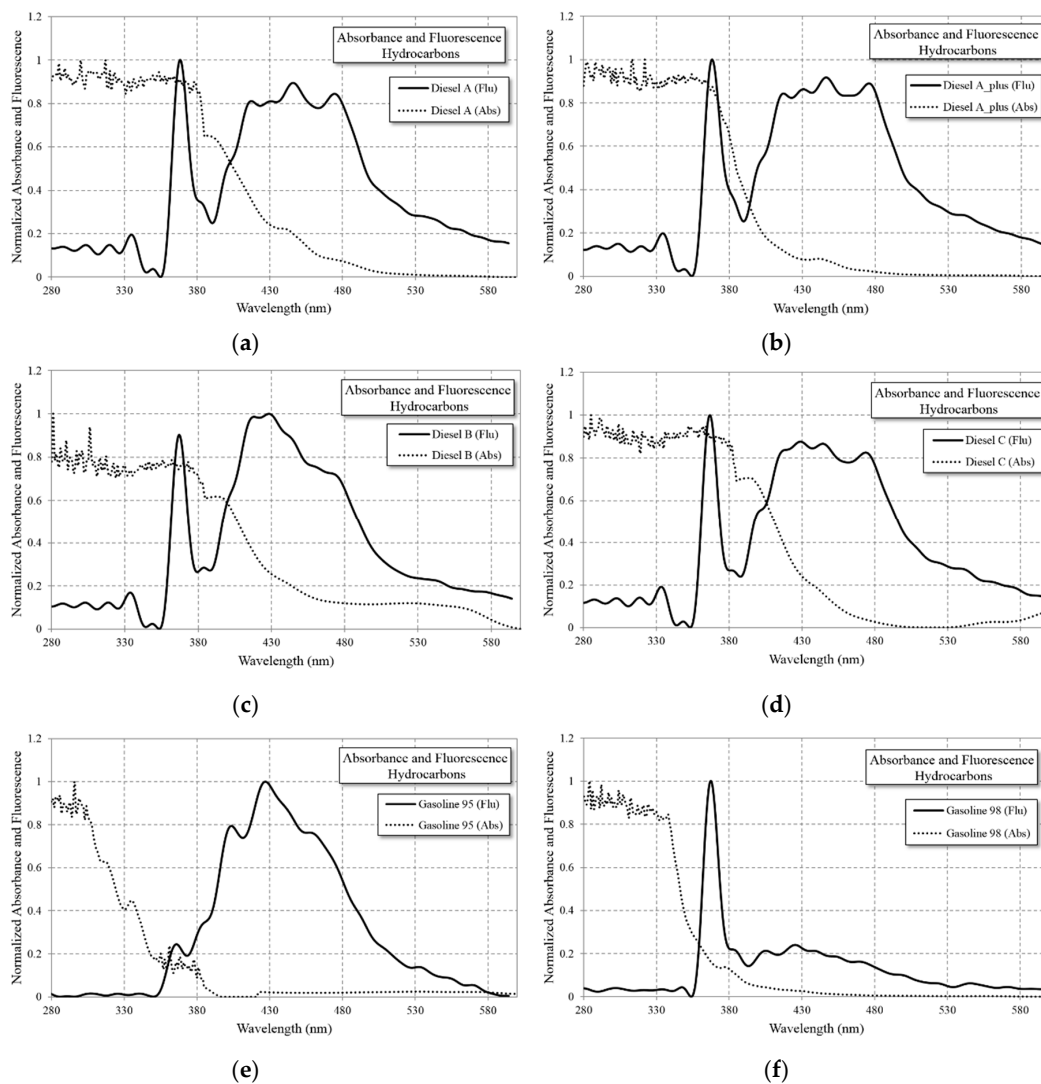 Normalized Absorbance and Fluorescence
1.2
1
0.8
0.6
0.4
0.2
0
Absorbance and Fluorescence
Hydrocarbons
Diesel A (Flu)
Diesel A (Abs)
280 330 380 430 480 530 580
Wavelength (nm)
(a)
Normalized Absorbance and Fluorescence
1.2
1
0.8
0.6
0.4
0.2
0
Absorbance and Fluorescence
Hydrocarbons
Diesel A_plus (Flu)
Diesel A_plus (Abs)
280 330 380 430 480 530 580
Wavelength (nm)
(b)
Normalized Absorbance and Fluorescence
1.2
1
0.8
0.6
0.4
0.2
0
Absorbance and Fluorescence
Hydrocarbons
Diesel B (Flu)
Diesel B (Abs)
280 330 380 430 480 530 580
Wavelength (nm)
(c)
Normalized Absorbance and Fluorescence
1.2
1
0.8
0.6
0.4
0.2
0
Absorbance and Fluorescence
Hydrocarbons
Diesel C (Flu)
Diesel C (Abs)
280 330 380 430 480 530 580
Wavelength (nm)
(d)
Normalized Absorbance and Fluorescence
1.2
1
0.8
0.6
0.4
0.2
0
Absorbance and Fluorescence
Hydrocarbons
Gasoline 95 (Flu)
Gasoline 95 (Abs)
280 330 380 430 480 530 580
Wavelength (nm)
(e)
Normalized Absorbance and Fluorescence
1.2
1
0.8
0.6
0.4
0.2
0
Absorbance and Fluorescence
Hydrocarbons
Gasoline 98 (Flu)
Gasoline 98 (Abs)
280 330 380 430 480 530 580
Wavelength (nm)
(f)